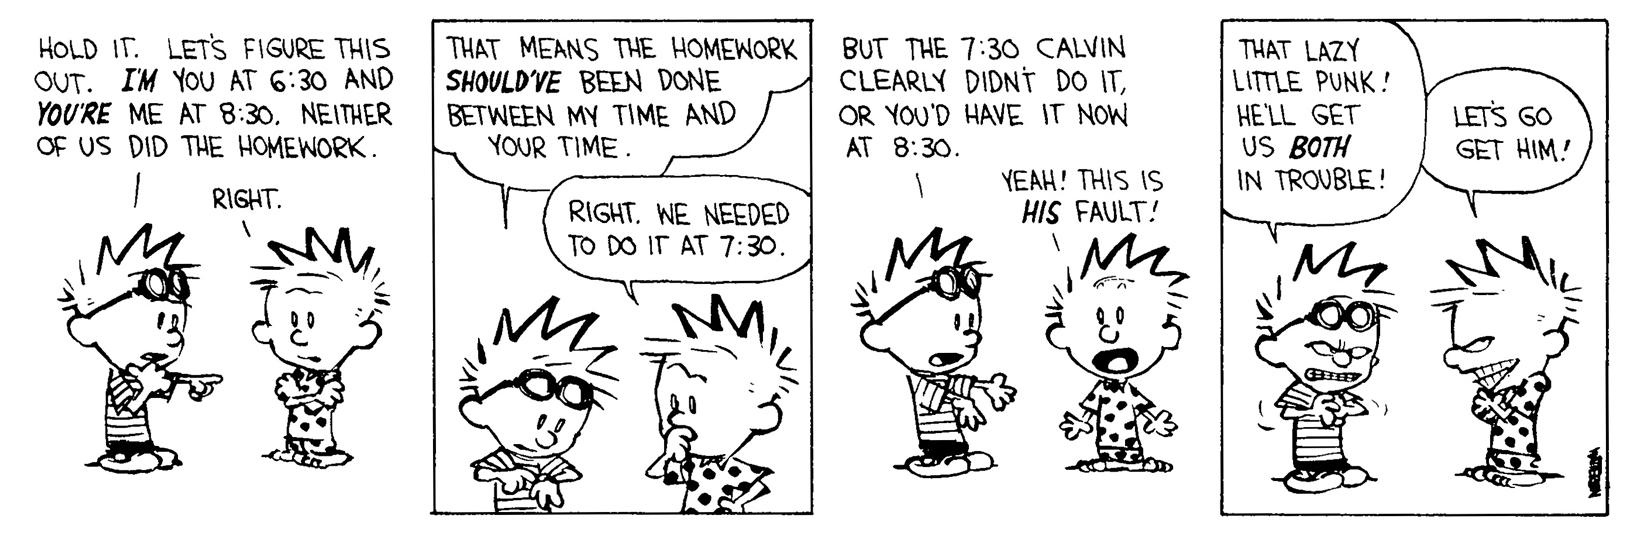 HOLD IT. LET'S FIGURE THIS
OUT. I'M YOU AT 6:30 AND
YOU'RE ME AT 8:30. NEITHER
OF US DID THE HOMEWORK.
RIGHT.
THAT MEANS THE HOMEWORK
SHOULD'VE BEEN DONE
BETWEEN MY TIME AND
YOUR TIME.
RIGHT. WE NEEDED
TO DO IT AT 7:30.
BUT THE 7:30 CALVIN
CLEARLY DIDN'T DO IT,
OR YOU'D HAVE IT NOW
AT 8:30.
YEAH! THIS IS
HIS FAULT!
THAT LAZY
LITTLE PUNK!
HE'LL GET
US BOTH
IN TROUBLE!
LET'S GO
GET HIM!
WATTERSON